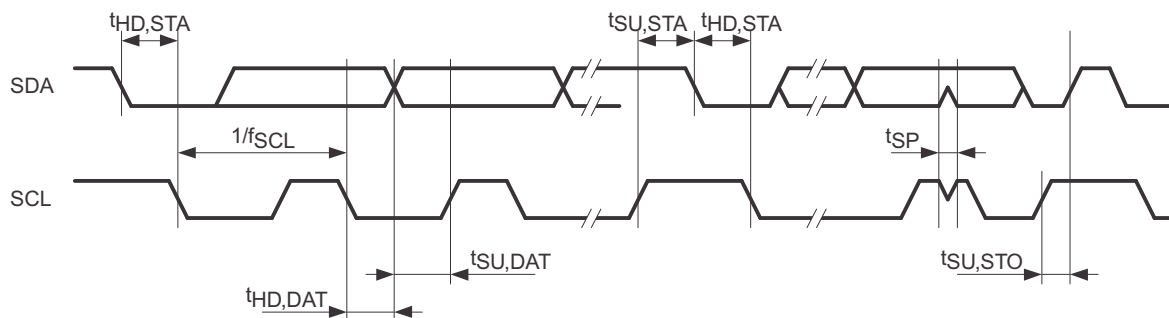 tHD,STA
tSU,STA
tHD,STA
SDA
1/fSCL
tSP
SCL
tSU,DAT
tSU,STO
tHD,DAT